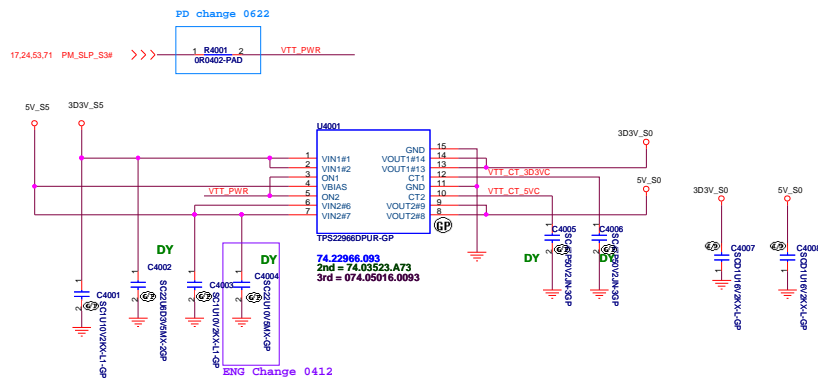 PD change 0622
17,24,53,71 PM_SLP_S3#
1 R4001 2
0R0402-PAD
VTT_PWR
5V_S5
3D3V_S5
U4001
1 VIN1#1
2 VIN1#2
3 ON1
4 VBIAS
5 ON2
6 VIN2#6
7 VIN2#7
GND 15
VOUT1#14 14
VOUT1#13 13
CT1 12
GND 11
CT2 10
VOUT2#9 9
VOUT2#8 8
VTT_PWR
VTT_CT_3D3VC
VTT_CT_5VC
3D3V_S0
5V_S0
TPS22966DPUR-GP
GP
74.22966.093
2nd = 74.03523.A73
3rd = 074.05016.0093
C4001
SC1U10V2KX-L1-GP
DY
C4002
SC22U6D3V5MX-2GP
C4003
SC1U10V2KX-L1-GP
DY
C4004
SC22U10V5MX-GP
ENG Change 0412
DY
C4005
DY
C4006
3D3V_S0
C4007
SCD1U16V2KX-L-GP
5V_S0
C4008
SCD1U16V2KX-L-GP